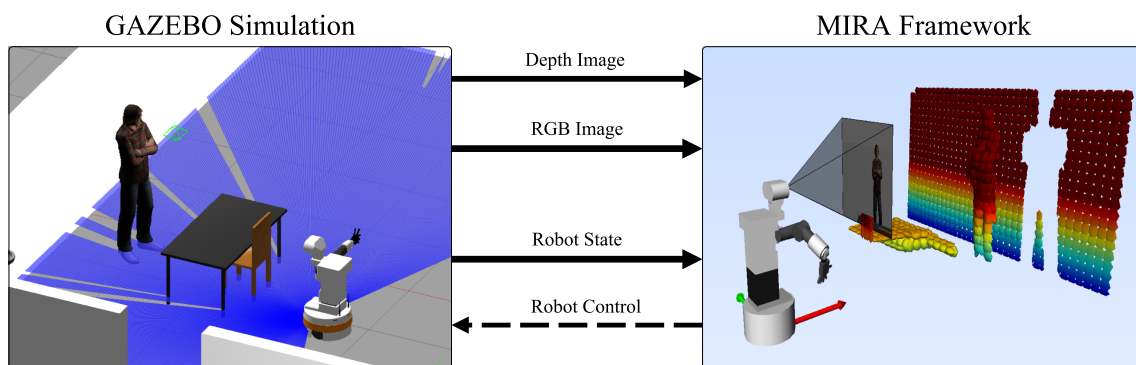 GAZEBO Simulation
MIRA Framework
Depth Image
RGB Image
Robot State
Robot Control